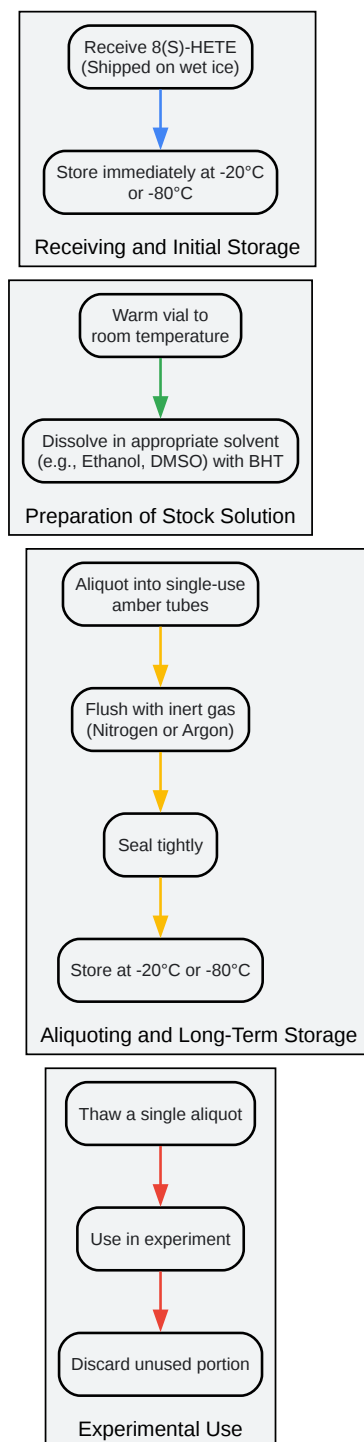 Receive 8(S)-HETE
(Shipped on wet ice)
Store immediately at -20°C
or -80°C
Receiving and Initial Storage
Warm vial to
room temperature
Dissolve in appropriate solvent
(e.g., Ethanol, DMSO) with BHT
Preparation of Stock Solution
Aliquot into single-use
amber tubes
Flush with inert gas
(Nitrogen or Argon)
Seal tightly
Store at -20°C or -80°C
Aliquoting and Long-Term Storage
Thaw a single aliquot
Use in experiment
Discard unused portion
Experimental Use